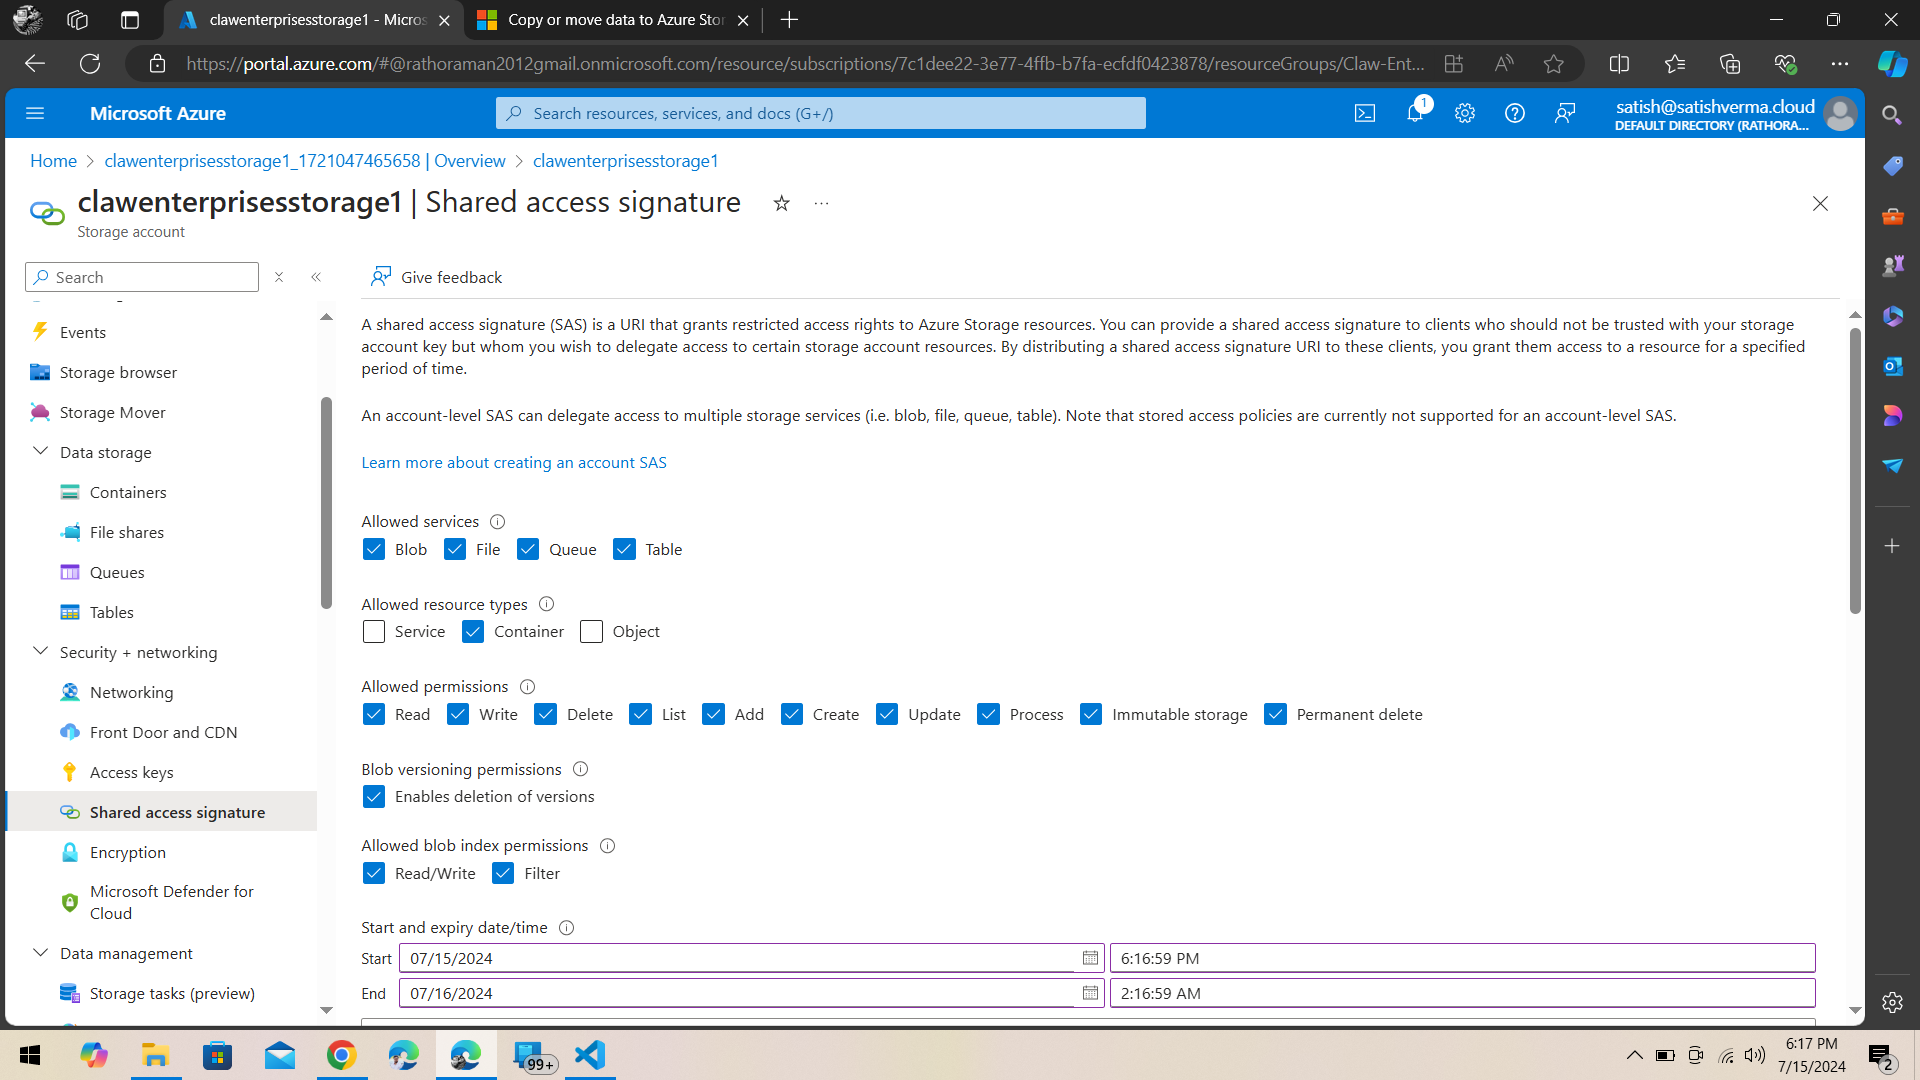 clawenterprisesstorage1 - Micros
Copy or move data to Azure Stor
https://portal.azure.com/#@rathoraman2012gmail.onmicrosoft.com/resource/subscriptions/7c1dee22-3e77-4ffb-b7fa-ecfdf0423878/resourceGroups/Claw-Ent...
Microsoft Azure
Search resources, services, and docs (G+/)
1
satish@satishverma.cloud
DEFAULT DIRECTORY (RATHORA...
Home > clawenterprisesstorage1_1721047465658 | Overview > clawenterprisesstorage1
clawenterprisesstorage1 | Shared access signature
Storage account
Search
Give feedback
Events
Storage browser
Storage Mover
Data storage
Containers
File shares
Queues
Tables
Security + networking
Networking
Front Door and CDN
Access keys
Shared access signature
Encryption
Microsoft Defender for
Cloud
Data management
Storage tasks (preview)
A shared access signature (SAS) is a URI that grants restricted access rights to Azure Storage resources. You can provide a shared access signature to clients who should not be trusted with your storage
account key but whom you wish to delegate access to certain storage account resources. By distributing a shared access signature URI to these clients, you grant them access to a resource for a specified
period of time.
An account-level SAS can delegate access to multiple storage services (i.e. blob, file, queue, table). Note that stored access policies are currently not supported for an account-level SAS.
Learn more about creating an account SAS
Allowed services
Blob File Queue Table
Allowed resource types
Service Container Object
Allowed permissions
Read Write Delete List Add Create Update Process Immutable storage Permanent delete
Blob versioning permissions
Enables deletion of versions
Allowed blob index permissions
Read/Write Filter
Start and expiry date/time
Start 07/15/2024 6:16:59 PM
End 07/16/2024 2:16:59 AM
99+
6:17 PM
7/15/2024
2